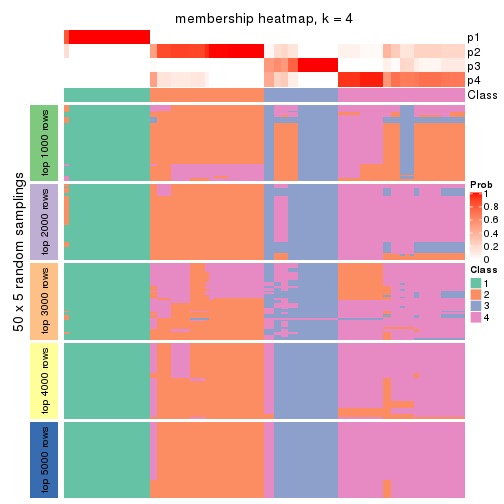 membership heatmap, k = 4
p1
p2
p3
p4
Class
50 x 5 random samplings
top 1000 rows
top 2000 rows
top 3000 rows
top 4000 rows
top 5000 rows
Prob
1
0.8
0.6
0.4
0.2
0
Class
1
2
3
4